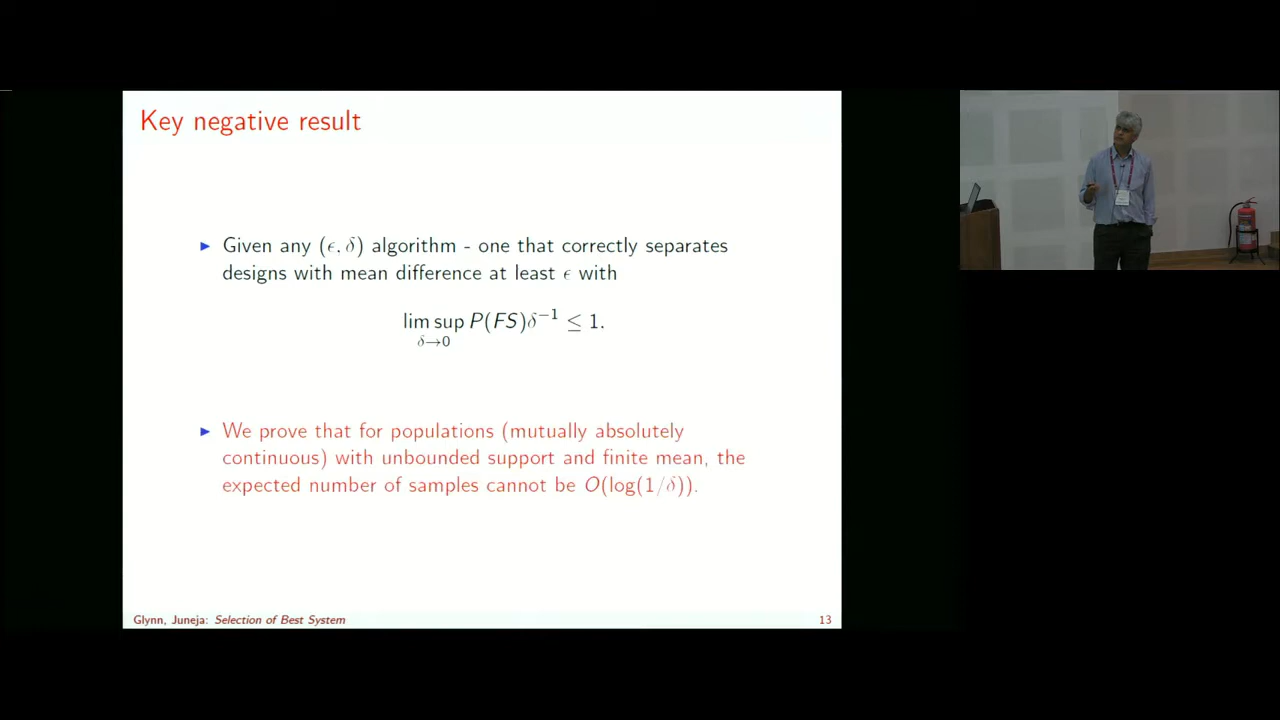 Key negative result
▶ Given any (ϵ, δ) algorithm - one that correctly separates
designs with mean difference at least ϵ with
lim sup P(FS)δ⁻¹ ≤ 1.
δ→0
▶ We prove that for populations (mutually absolutely
continuous) with unbounded support and finite mean, the
expected number of samples cannot be O(log(1/δ)).
Glynn, Juneja: Selection of Best System
13